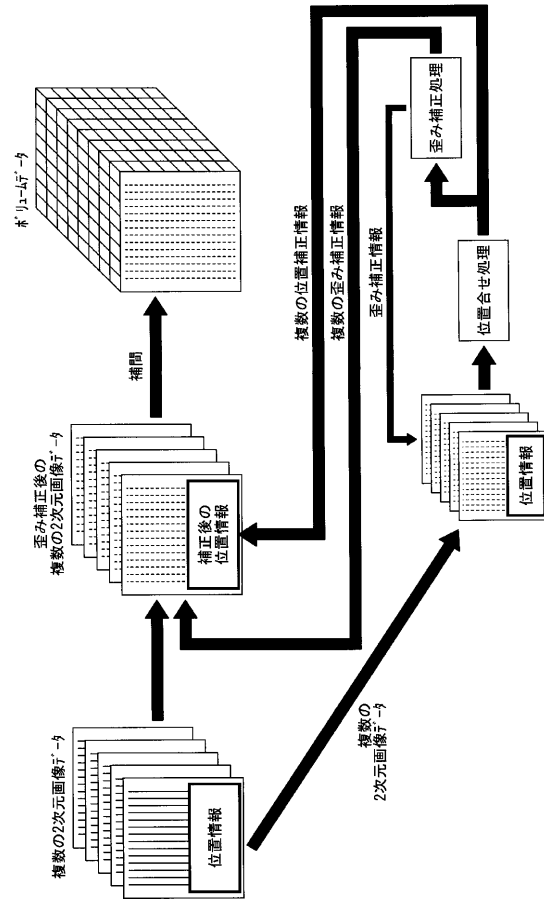 複数の2次元画像データ
位置情報
歪み補正後の
複数の2次元画像データ
補正後の
位置情報
補間
ボリュームデータ
複数の
2次元画像データ
位置情報
位置合せ処理
歪み補正処理
複数の位置補正情報
複数の歪み補正情報
歪み補正情報